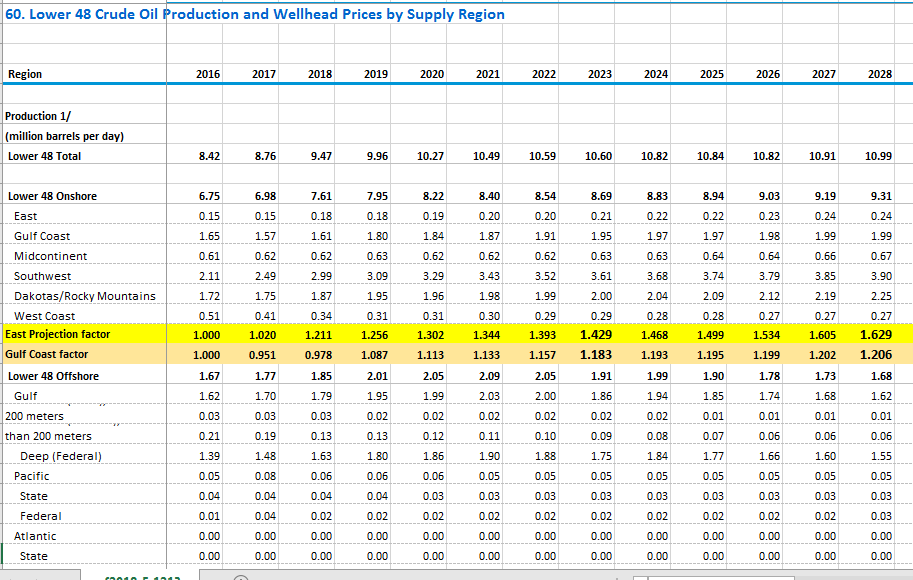 60. Lower 48 Crude Oil Production and Wellhead Prices by Supply Region
Region 2016 2017 2018 2019 2020 2021 2022 2023 2024 2025 2026 2027 2028
Production 1/
(million barrels per day)
Lower 48 Total 8.42 8.76 9.47 9.96 10.27 10.49 10.59 10.60 10.82 10.84 10.82 10.91 10.99
Lower 48 Onshore 6.75 6.98 7.61 7.95 8.22 8.40 8.54 8.69 8.83 8.94 9.03 9.19 9.31
East 0.15 0.15 0.18 0.18 0.19 0.20 0.20 0.21 0.22 0.22 0.23 0.24 0.24
Gulf Coast 1.65 1.57 1.61 1.80 1.84 1.87 1.91 1.95 1.97 1.97 1.98 1.99 1.99
Midcontinent 0.61 0.62 0.62 0.63 0.62 0.62 0.62 0.63 0.63 0.64 0.64 0.66 0.67
Southwest 2.11 2.49 2.99 3.09 3.29 3.43 3.52 3.61 3.68 3.74 3.79 3.85 3.90
Dakotas/Rocky Mountains 1.72 1.75 1.87 1.95 1.96 1.98 1.99 2.00 2.04 2.09 2.12 2.19 2.25
West Coast 0.51 0.41 0.34 0.31 0.31 0.30 0.29 0.29 0.28 0.28 0.27 0.27 0.27
East Projection factor 1.000 1.020 1.211 1.256 1.302 1.344 1.393 1.429 1.468 1.499 1.534 1.605 1.629
Gulf Coast factor 1.000 0.951 0.978 1.087 1.113 1.133 1.157 1.183 1.193 1.195 1.199 1.202 1.206
Lower 48 Offshore 1.67 1.77 1.85 2.01 2.05 2.09 2.05 1.91 1.99 1.90 1.78 1.73 1.68
Gulf 1.62 1.70 1.79 1.95 1.99 2.03 2.00 1.86 1.94 1.85 1.74 1.68 1.62
200 meters 0.03 0.03 0.03 0.02 0.02 0.02 0.02 0.02 0.02 0.01 0.01 0.01 0.01
than 200 meters 0.21 0.19 0.13 0.13 0.12 0.11 0.10 0.09 0.08 0.07 0.06 0.06 0.06
Deep (Federal) 1.39 1.48 1.63 1.80 1.86 1.90 1.88 1.75 1.84 1.77 1.66 1.60 1.55
Pacific 0.05 0.08 0.06 0.06 0.06 0.05 0.05 0.05 0.05 0.05 0.05 0.05 0.05
State 0.04 0.04 0.04 0.04 0.03 0.03 0.03 0.03 0.03 0.03 0.03 0.03 0.03
Federal 0.01 0.04 0.02 0.02 0.02 0.02 0.02 0.02 0.02 0.02 0.02 0.02 0.03
Atlantic 0.00 0.00 0.00 0.00 0.00 0.00 0.00 0.00 0.00 0.00 0.00 0.00 0.00
State 0.00 0.00 0.00 0.00 0.00 0.00 0.00 0.00 0.00 0.00 0.00 0.00 0.00